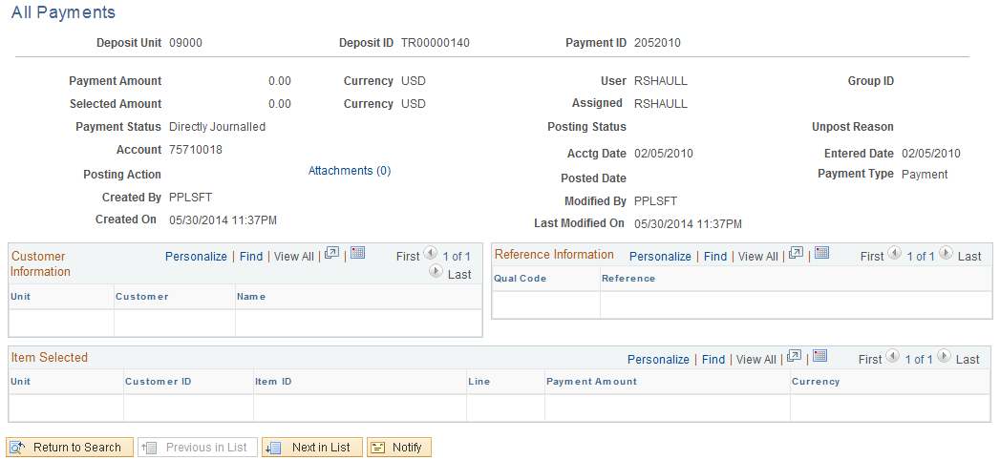 All Payments
Deposit Unit 09000 Deposit ID TR00000140 Payment ID 2052010
Payment Amount 0.00 Currency USD User RSHAULL Group ID
Selected Amount 0.00 Currency USD Assigned RSHAULL
Payment Status Directly Journalled Posting Status Unpost Reason
Account 75710018 Acctg Date 02/05/2010 Entered Date 02/05/2010
Posting Action Attachments (0) Posted Date Payment Type Payment
Created By PPLSFT Modified By PPLSFT
Created On 05/30/2014 11:37PM Last Modified On 05/30/2014 11:37PM
Customer Information Personalize | Find | View All | | First 1 of 1 Last
Unit Customer Name
Reference Information Personalize | Find | View All | | First 1 of 1 Last
Qual Code Reference
Item Selected Personalize | Find | View All | | First 1 of 1 Last
Unit Customer ID Item ID Line Payment Amount Currency
Return to Search Previous in List Next in List Notify